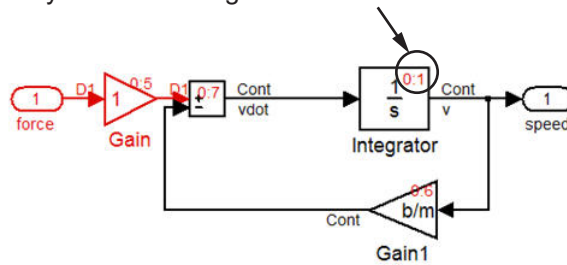 D1
0:5
D1
0:7
Cont
0:1
Cont
1
1
+
−
1
s
1
force
vdot
v
speed
Gain
Integrator
0:6
b/m
Cont
Gain1